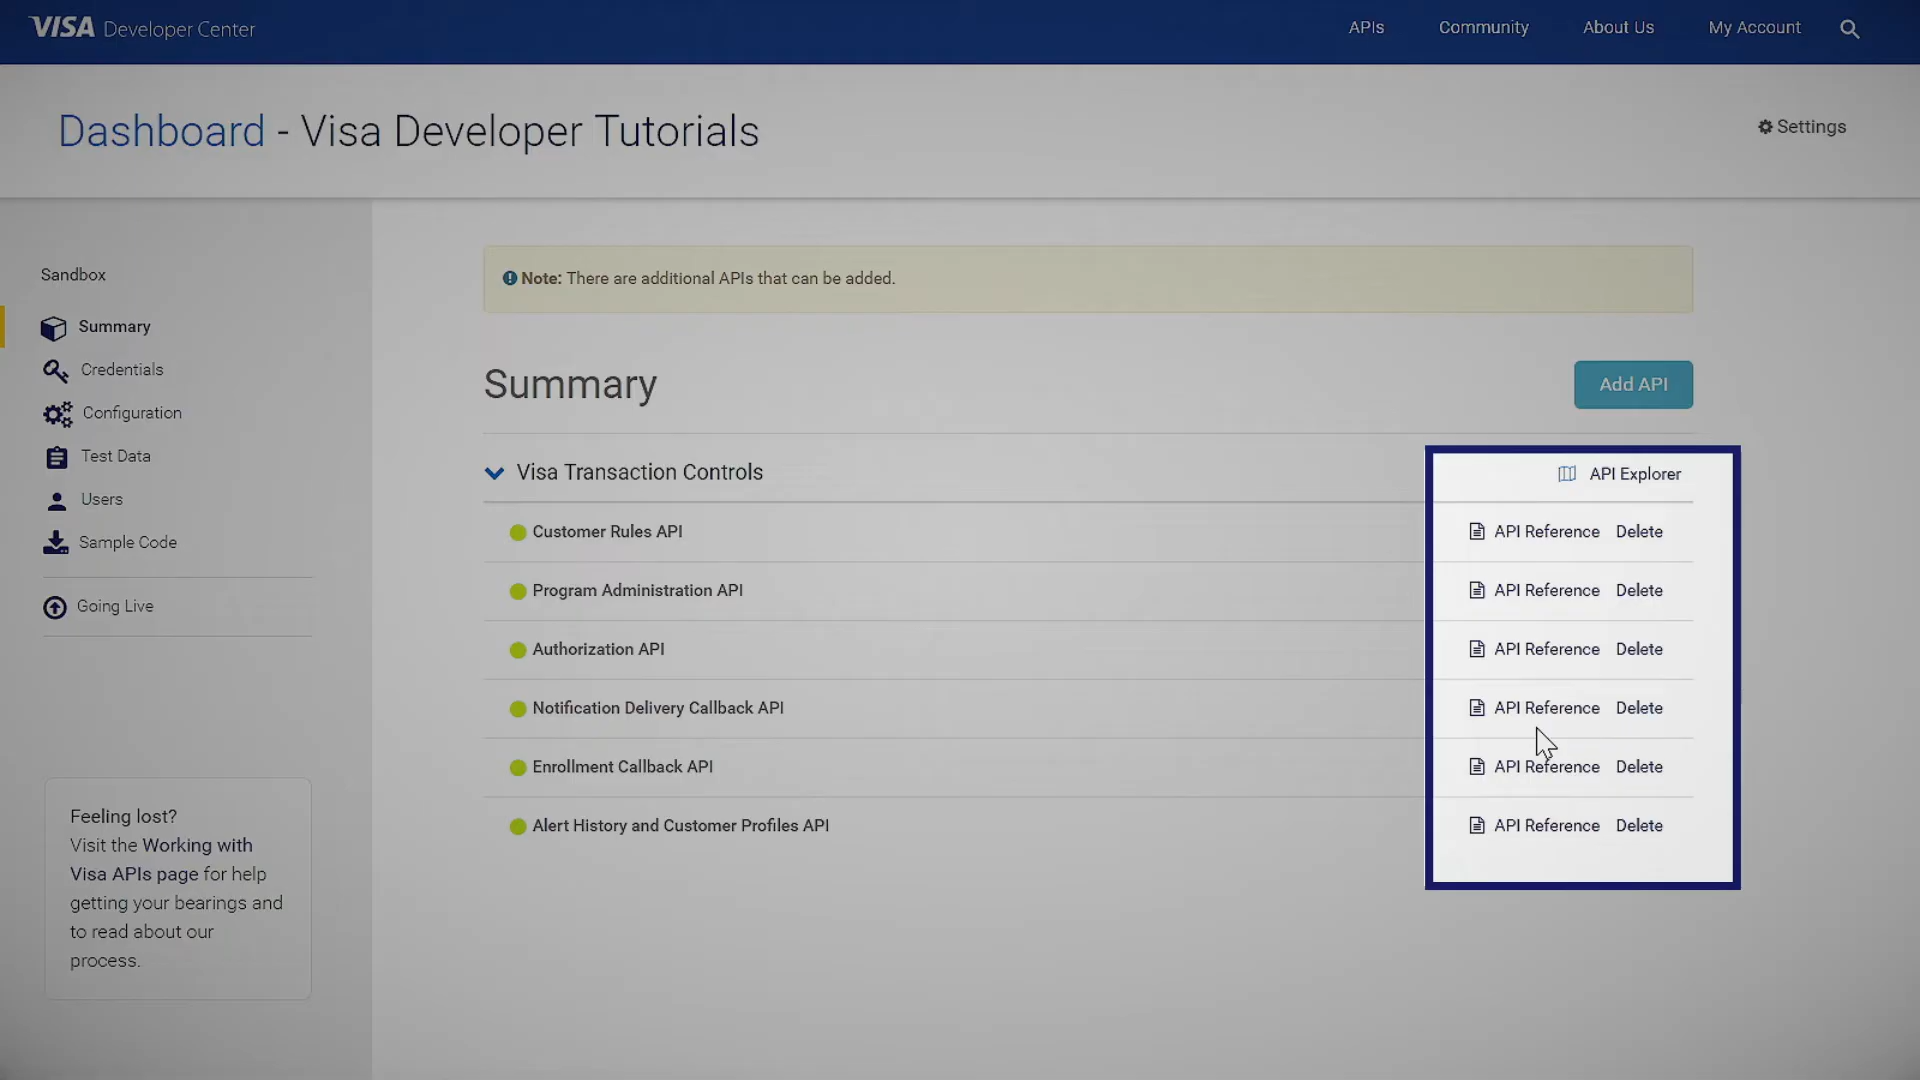 VISA Developer Center
APIs
Community
About Us
My Account
Dashboard - Visa Developer Tutorials
Settings
Sandbox
Summary
Credentials
Configuration
Test Data
Users
Sample Code
Going Live
Feeling lost?
Visit the Working with
Visa APIs page for help
getting your bearings and
to read about our
process.
Note: There are additional APIs that can be added.
Summary
Add API
Visa Transaction Controls
API Explorer
Customer Rules API
API Reference Delete
Program Administration API
API Reference Delete
Authorization API
API Reference Delete
Notification Delivery Callback API
API Reference Delete
Enrollment Callback API
API Reference Delete
Alert History and Customer Profiles API
API Reference Delete